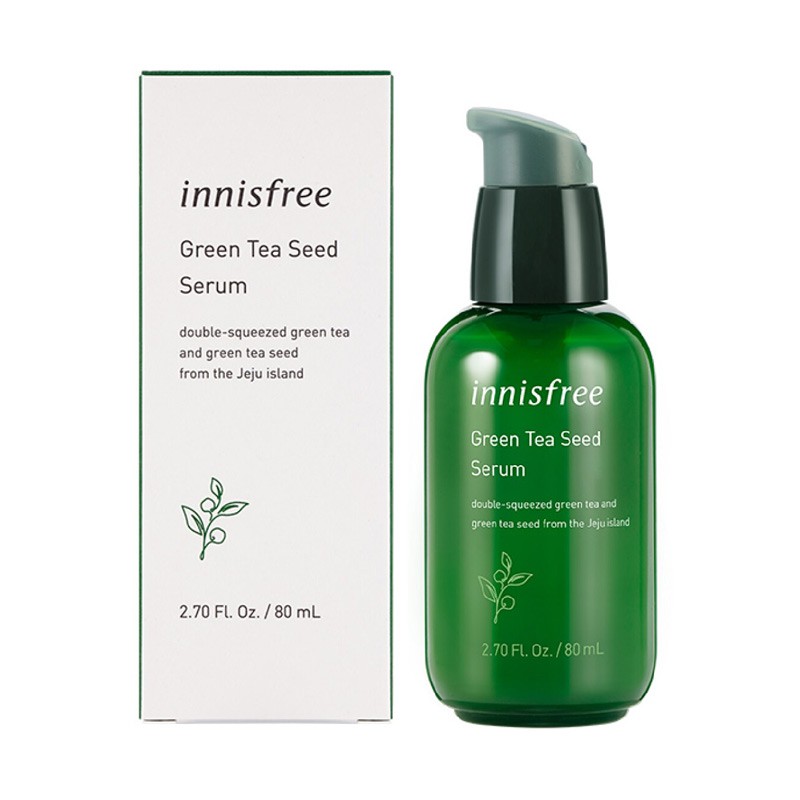 innisfree
Green Tea Seed
Serum
double-squeezed green tea
and green tea seed
from the Jeju island
2.70 Fl. Oz. / 80 mL
innisfree
Green Tea Seed
Serum
double-squeezed green tea and
green tea seed from the Jeju island
2.70 Fl. Oz. / 80 mL